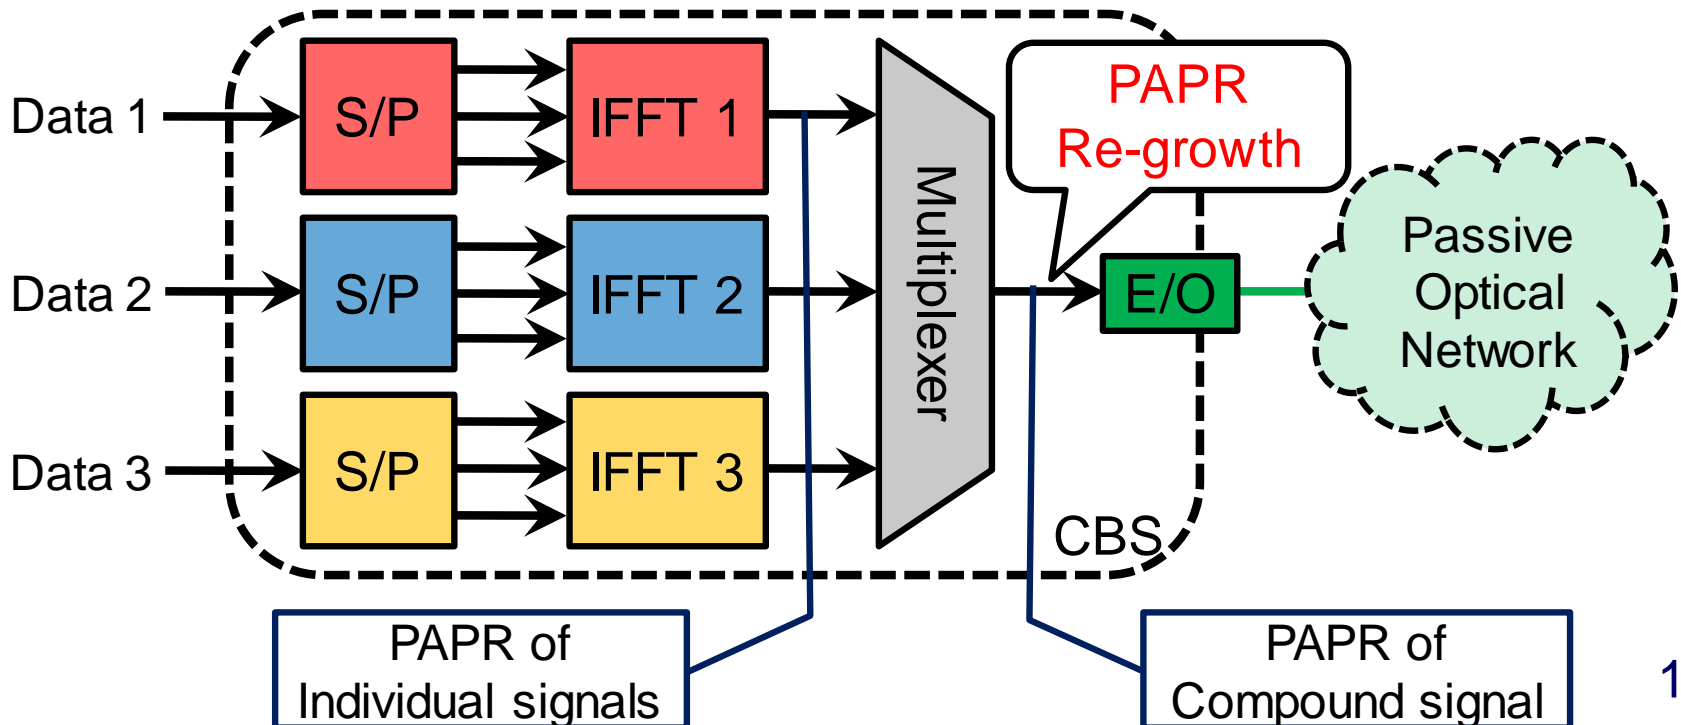 Data 1
S/P
IFFT 1
PAPR
Re-growth
Data 2
S/P
IFFT 2
Multiplexer
E/O
Passive
Optical
Network
Data 3
S/P
IFFT 3
CBS
PAPR of
Individual signals
PAPR of
Compound signal
1